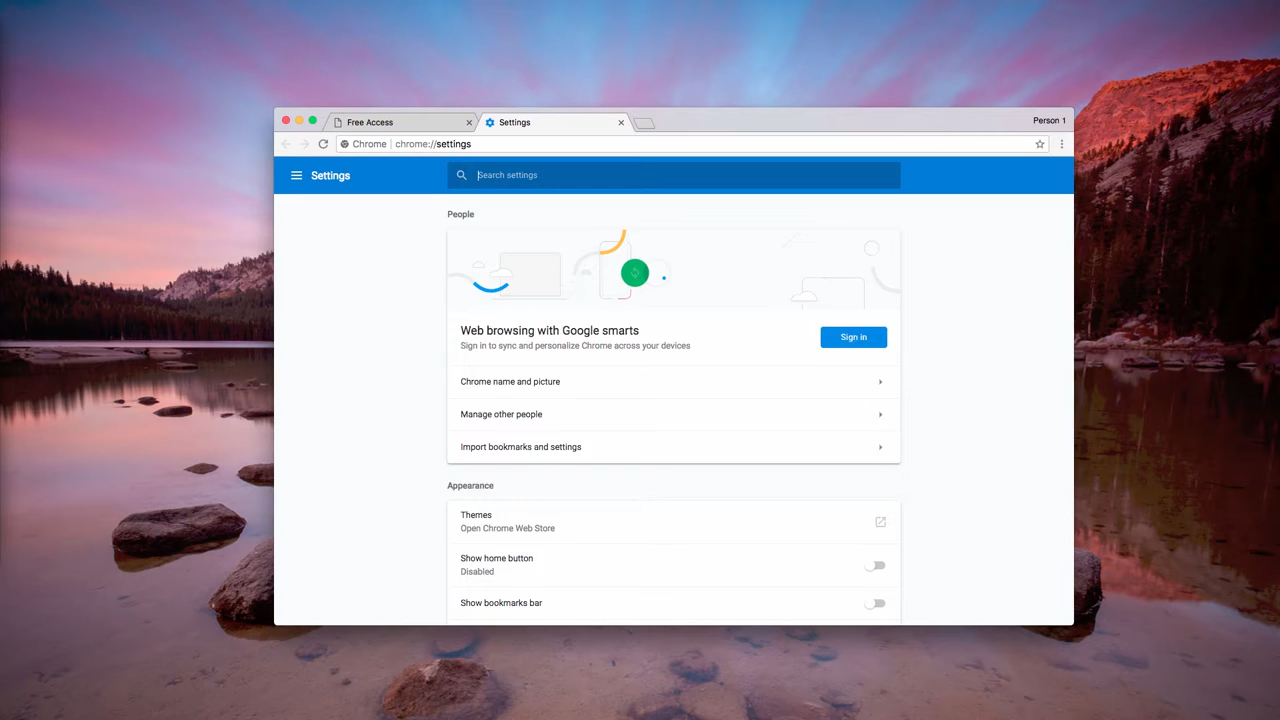 Free Access
Settings
Person 1
Chrome | chrome://settings
Settings
Search settings
People
Web browsing with Google smarts
Sign in to sync and personalize Chrome across your devices
Sign in
Chrome name and picture
Manage other people
Import bookmarks and settings
Appearance
Themes
Open Chrome Web Store
Show home button
Disabled
Show bookmarks bar